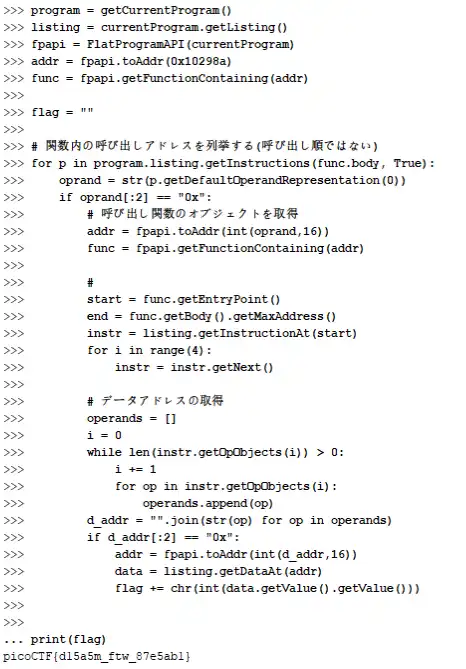 >>> program = getCurrentProgram()
>>> listing = currentProgram.getListing()
>>> fpapi = FlatProgramAPI(currentProgram)
>>> addr = fpapi.toAddr(0x10298a)
>>> func = fpapi.getFunctionContaining(addr)
>>>
>>> flag = ""
>>>
>>> # 関数内の呼び出しアドレスを列挙する(呼び出し順ではない)
>>> for p in program.listing.getInstructions(func.body, True):
>>>     oprand = str(p.getDefaultOperandRepresentation(0))
>>>     if oprand[:2] == "0x":
>>>         # 呼び出し関数のオブジェクトを取得
>>>         addr = fpapi.toAddr(int(oprand,16))
>>>         func = fpapi.getFunctionContaining(addr)
>>>
>>>         #
>>>         start = func.getEntryPoint()
>>>         end = func.getBody().getMaxAddress()
>>>         instr = listing.getInstructionAt(start)
>>>         for i in range(4):
>>>             instr = instr.getNext()
>>>
>>>         # データアドレスの取得
>>>         operands = []
>>>         i = 0
>>>         while len(instr.getOpObjects(i)) > 0:
>>>             i += 1
>>>             for op in instr.getOpObjects(i):
>>>                 operands.append(op)
>>>         d_addr = "".join(str(op) for op in operands)
>>>         if d_addr[:2] == "0x":
>>>             addr = fpapi.toAddr(int(d_addr,16))
>>>             data = listing.getDataAt(addr)
>>>             flag += chr(int(data.getValue().getValue()))
>>>
>>>
... print(flag)
picoCTF{d15a5m_ftw_87e5ab1}